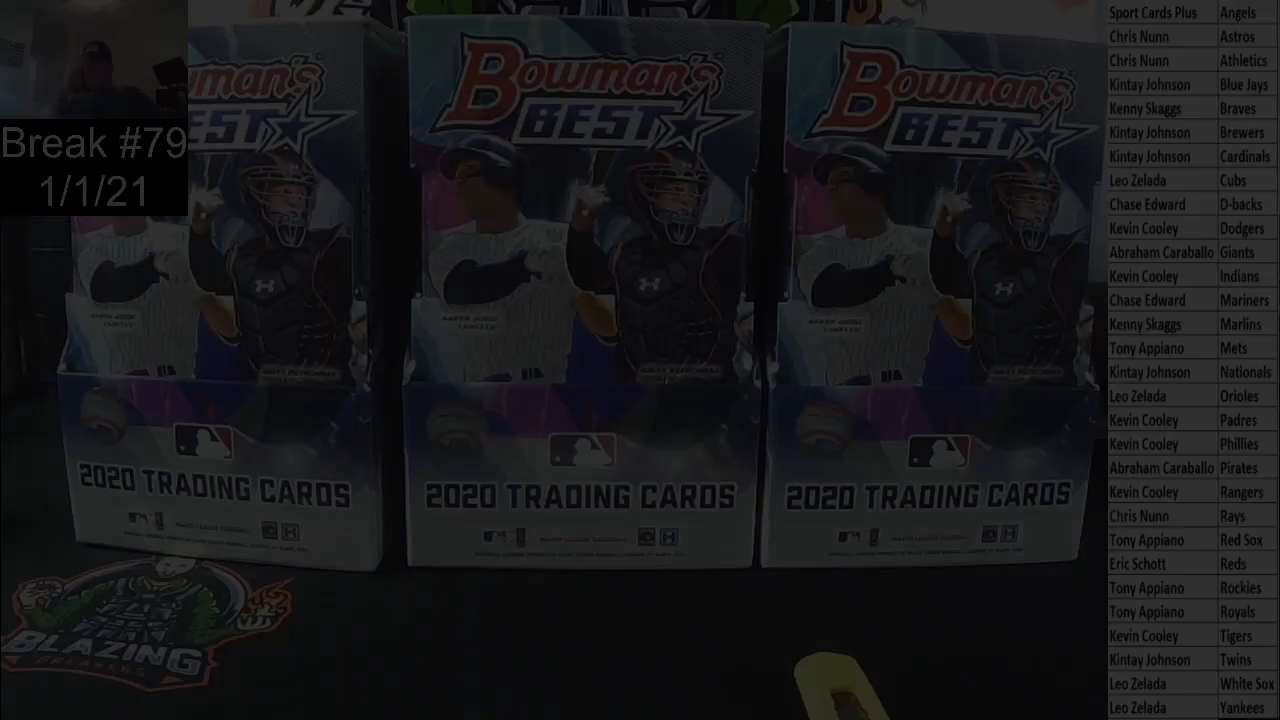 Break #79
1/1/21
Bowman's
BEST
Bowman's
BEST
Bowman's
BEST
2020 TRADING CARDS
2020 TRADING CARDS
2020 TRADING CARDS
BLAZING
BREAKERS
Sport Cards Plus Angels
Chris Nunn Astros
Chris Nunn Athletics
Kintay Johnson Blue Jays
Kenny Skaggs Braves
Kintay Johnson Brewers
Kintay Johnson Cardinals
Leo Zelada Cubs
Chase Edward D-backs
Kevin Cooley Dodgers
Abraham Caraballo Giants
Kevin Cooley Indians
Chase Edward Mariners
Kenny Skaggs Marlins
Tony Appiano Mets
Kintay Johnson Nationals
Leo Zelada Orioles
Kevin Cooley Padres
Kevin Cooley Phillies
Abraham Caraballo Pirates
Kevin Cooley Rangers
Chris Nunn Rays
Tony Appiano Red Sox
Eric Schott Reds
Tony Appiano Rockies
Tony Appiano Royals
Kevin Cooley Tigers
Kintay Johnson Twins
Leo Zelada White Sox
Leo Zelada Yankees